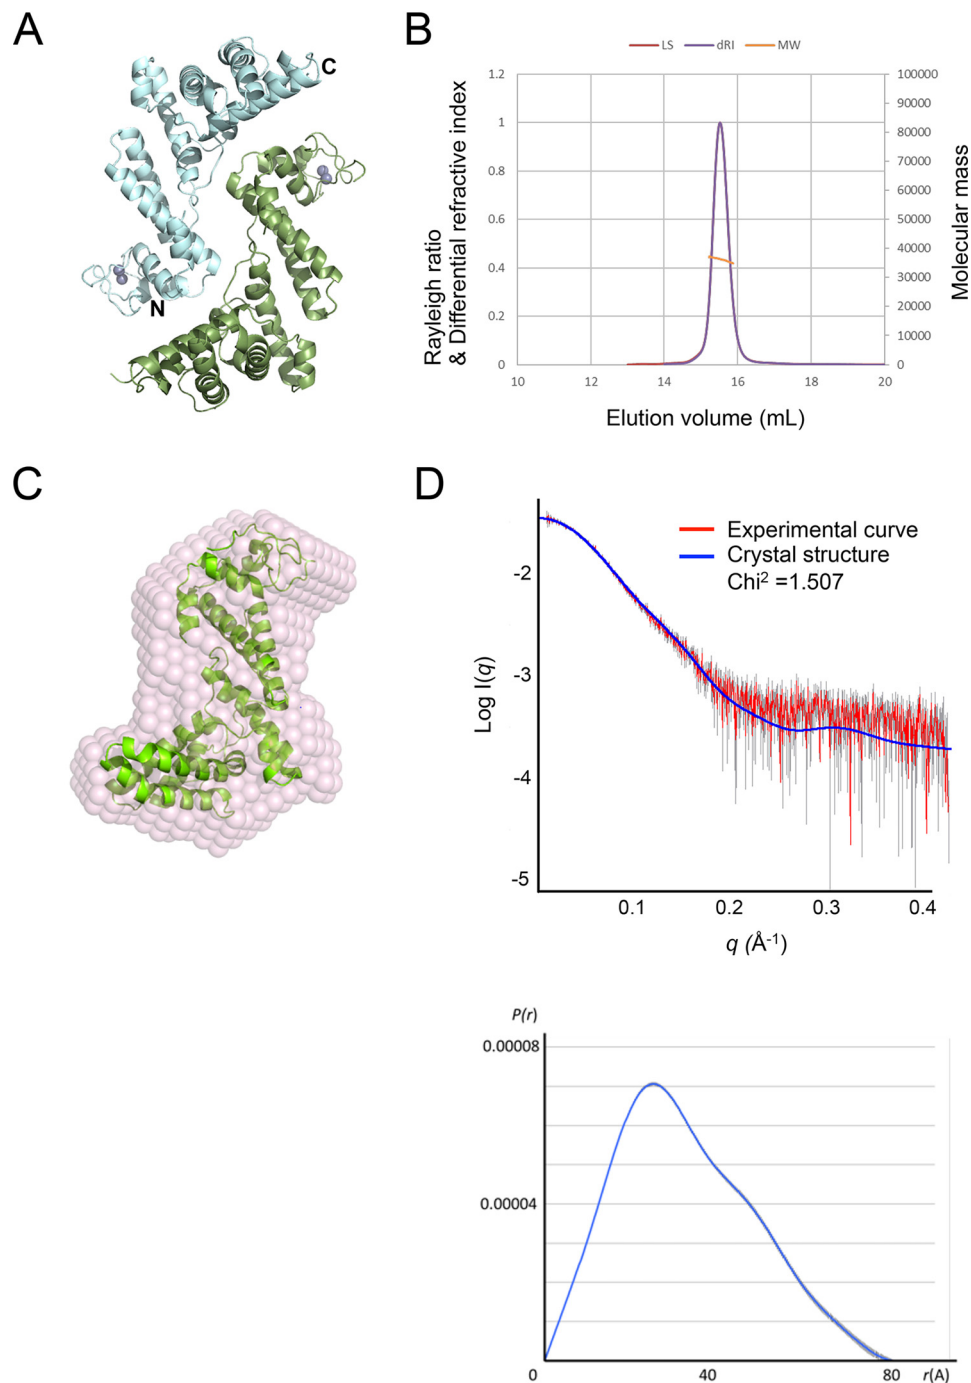 A
C
N
B
LS dRI MW
1.2
1
0.8
0.6
0.4
0.2
0
100000
90000
80000
70000
60000
50000
40000
30000
20000
10000
0
10 12 14 16 18 20
Rayleigh ratio
& Differential refractive index
Molecular mass
Elution volume (mL)
C
D
Experimental curve
Crystal structure
Chi² =1.507
-2
-3
-4
-5
Log I(q)
0.1 0.2 0.3 0.4
q (Å⁻¹)
P(r)
0.00008
0.00004
0 40 80 r(A)